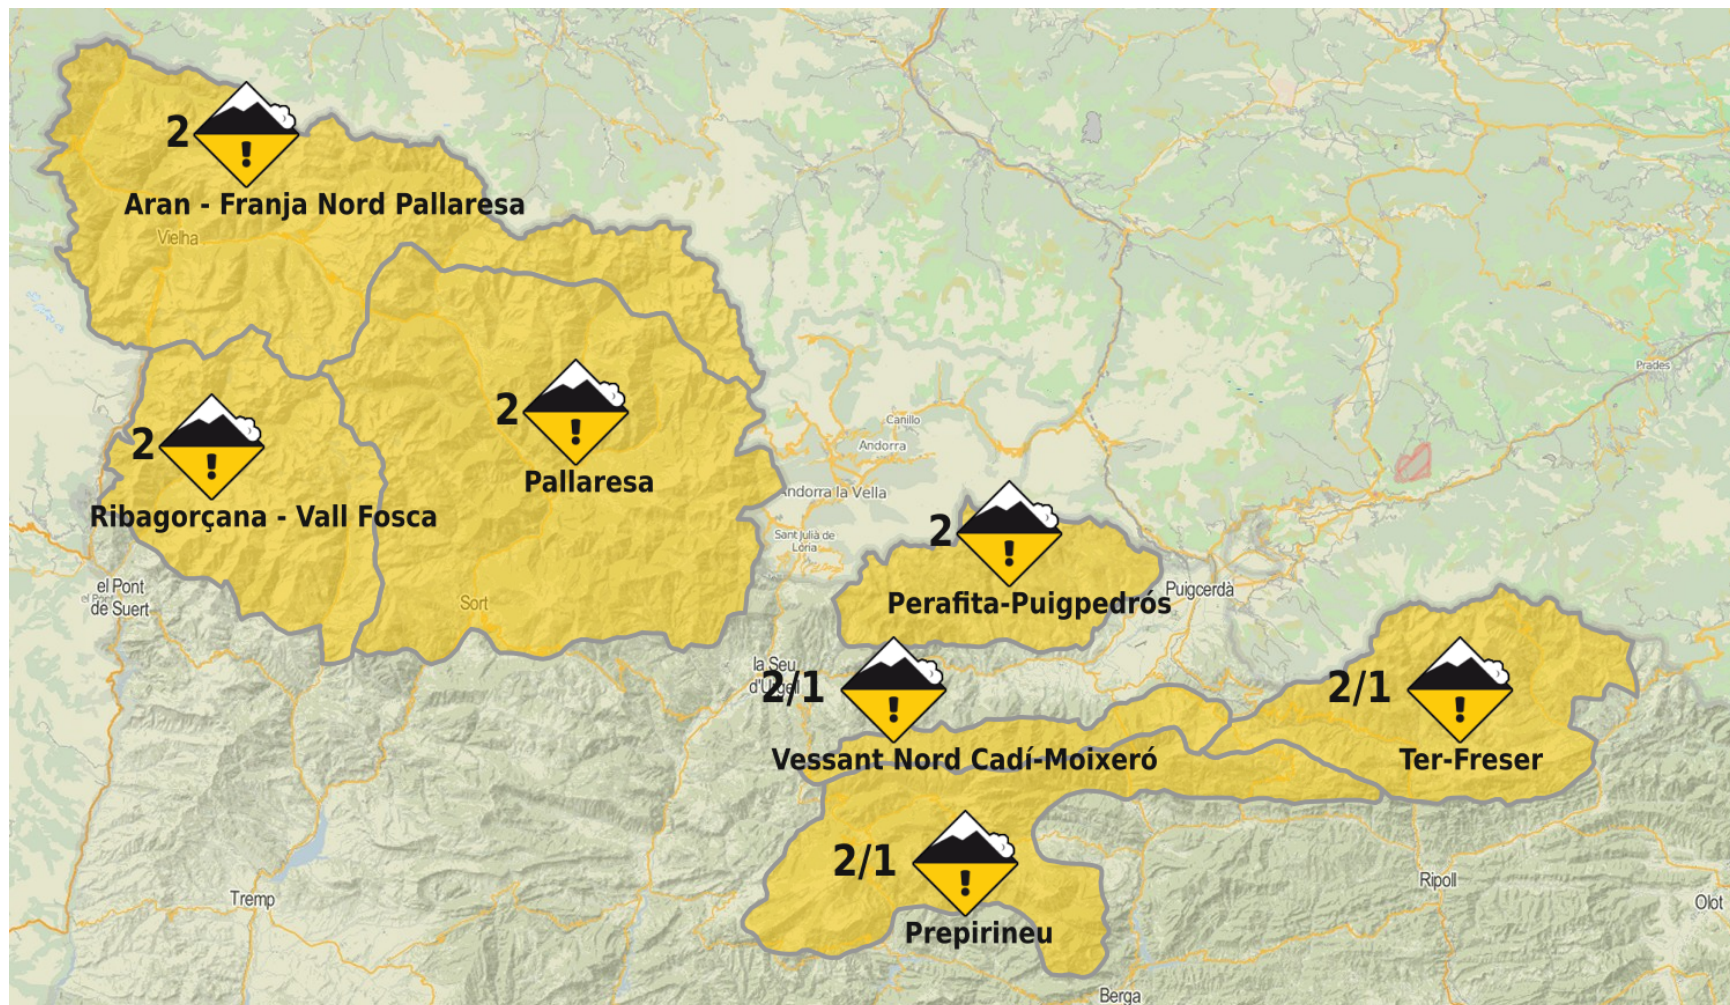 2
Aran - Franja Nord Pallaresa
Vielha
2
Pallaresa
2
Ribagorçana - Vall Fosca
Prades
Canillo
Andorra
Andorra la Vella
Sant Julià de
Lòria
2
Perafita-Puigpedrós
Puigcerdà
el Pont
de Suert
Sort
la Seu
d'Urgell
2/1
Vessant Nord Cadí-Moixeró
2/1
Ter-Freser
2/1
Prepirineu
Tremp
Ripoll
Olot
Berga